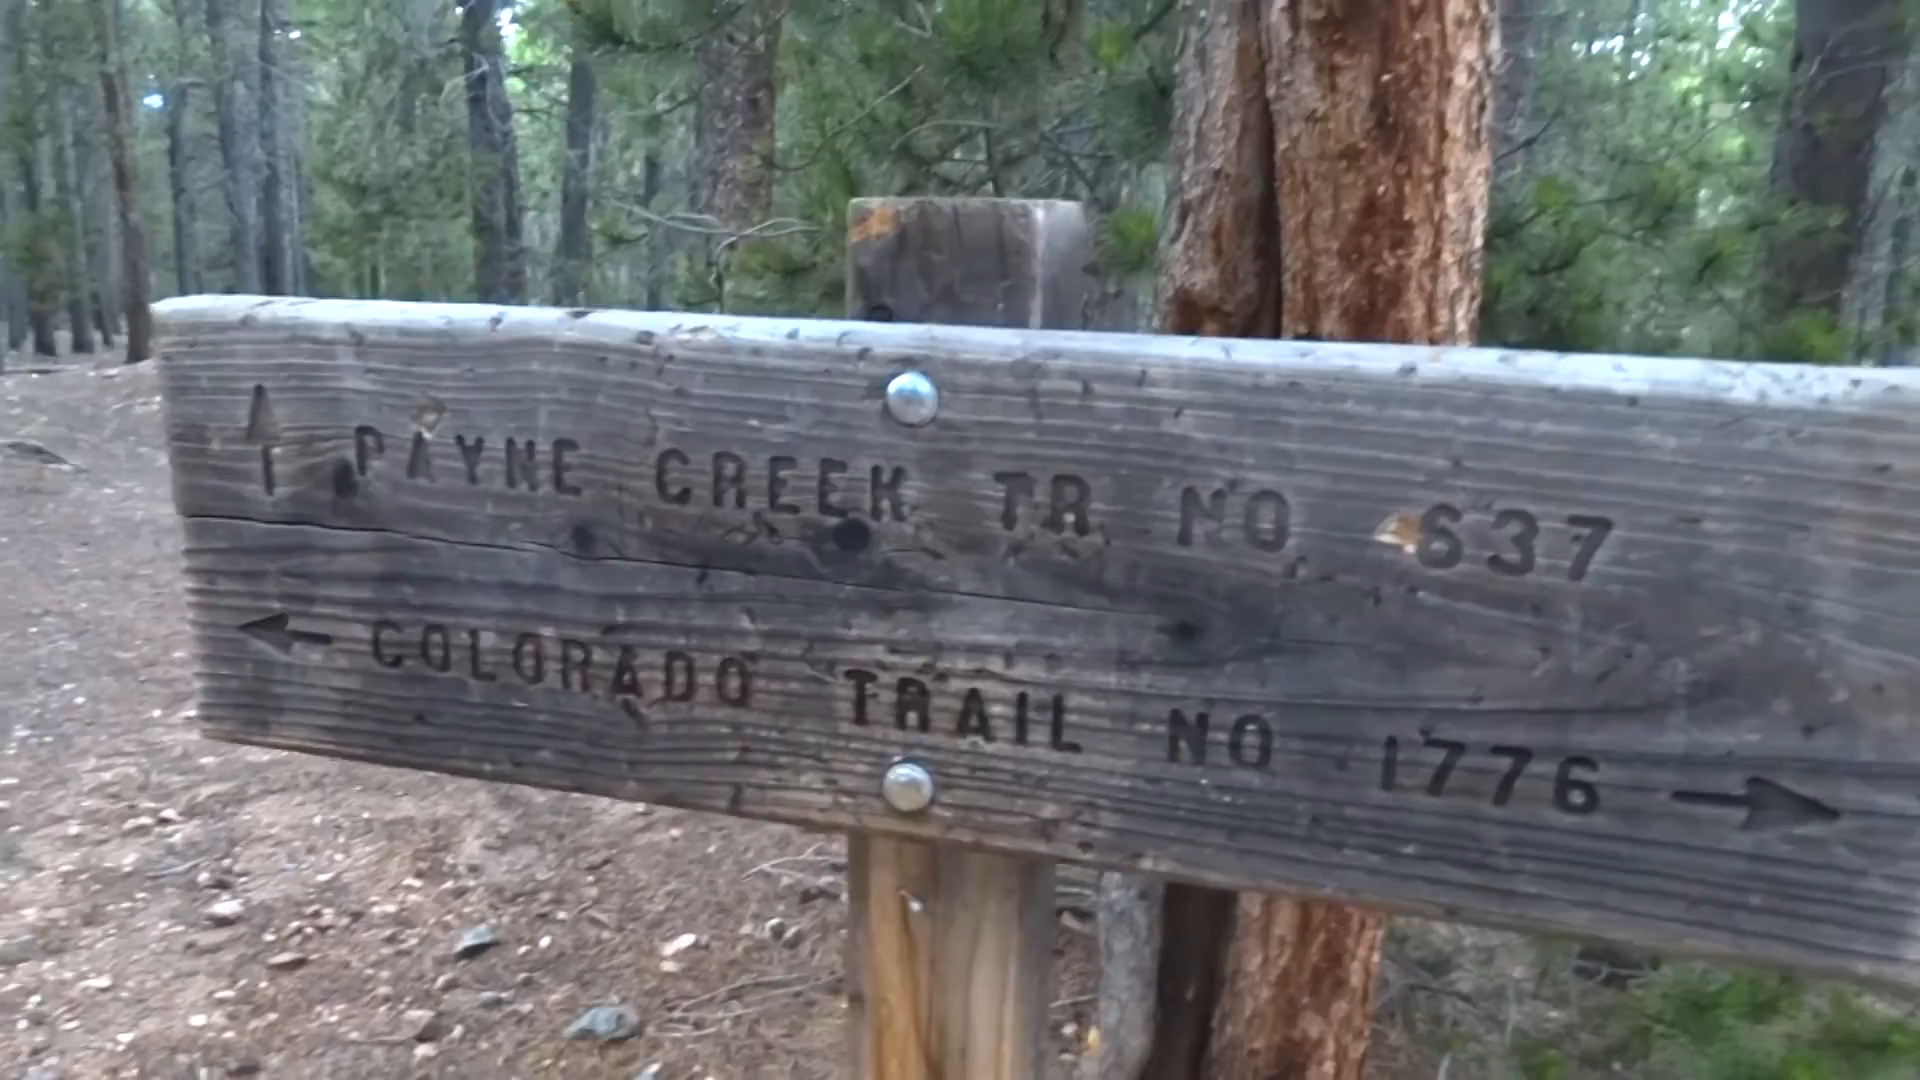 ↑ PAYNE CREEK TR NO 637
← COLORADO TRAIL NO 1776 →